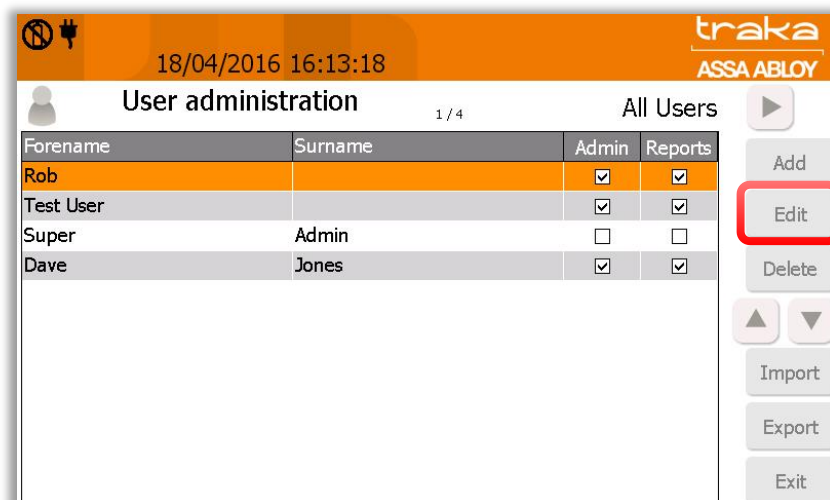 traka
18/04/2016 16:13:18
ASSA ABLOY
User administration 1 / 4 All Users
Forename Surname Admin Reports
Rob
Test User
Super Admin
Dave Jones
Add
Edit
Delete
Import
Export
Exit